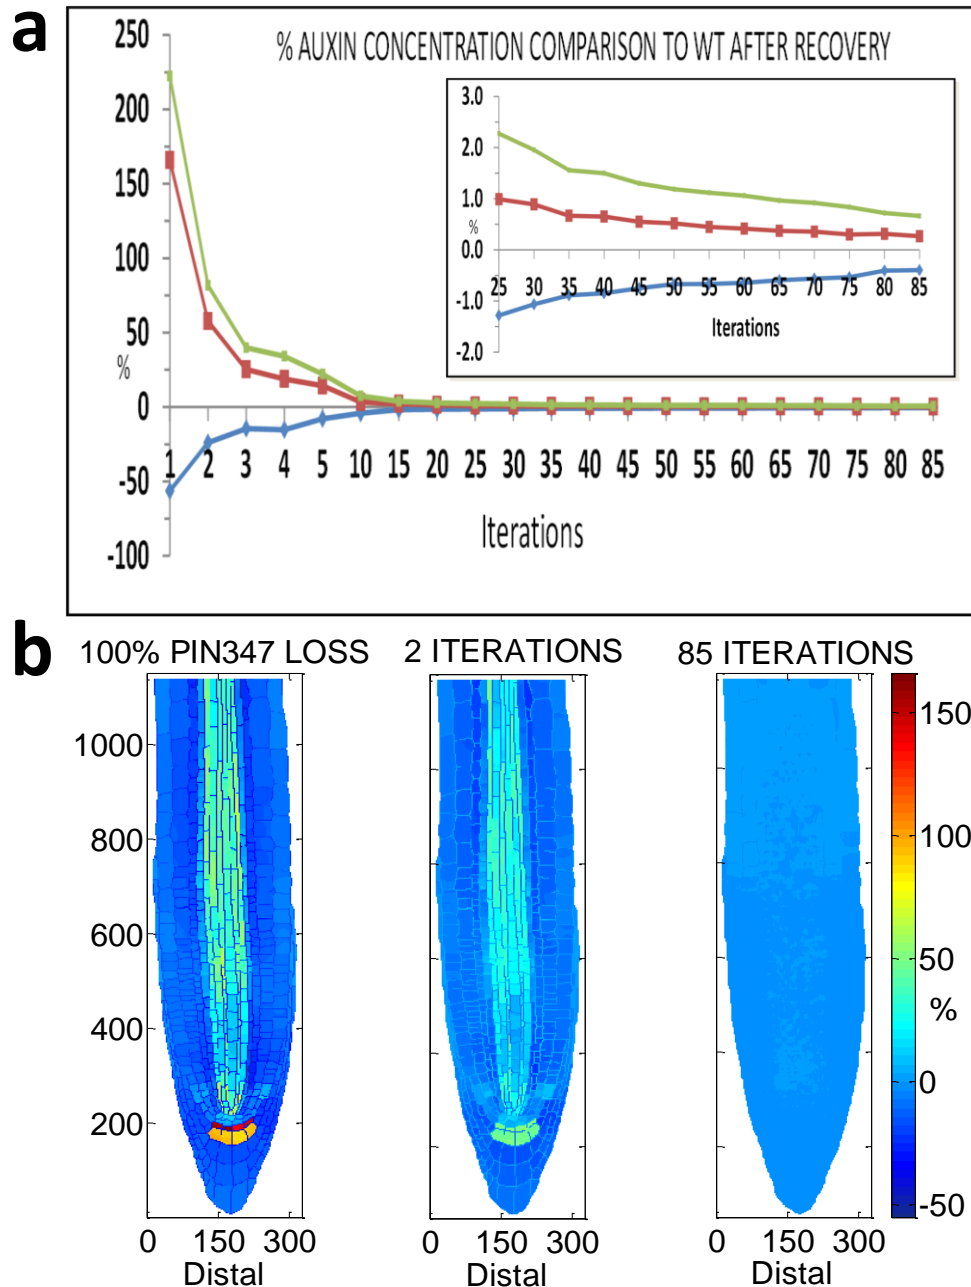 a
% AUXIN CONCENTRATION COMPARISON TO WT AFTER RECOVERY
250
200
150
100
50
%
0
-50
-100
1 2 3 4 5 10 15 20 25 30 35 40 45 50 55 60 65 70 75 80 85
Iterations
3.0
2.0
1.0
%
0.0
-1.0
-2.0
25 30 35 40 45 50 55 60 65 70 75 80 85
Iterations
b
100% PIN347 LOSS 2 ITERATIONS 85 ITERATIONS
1000
800
600
400
200
0 150 300
Distal
0 150 300
Distal
0 150 300
Distal
150
100
50
%
0
-50